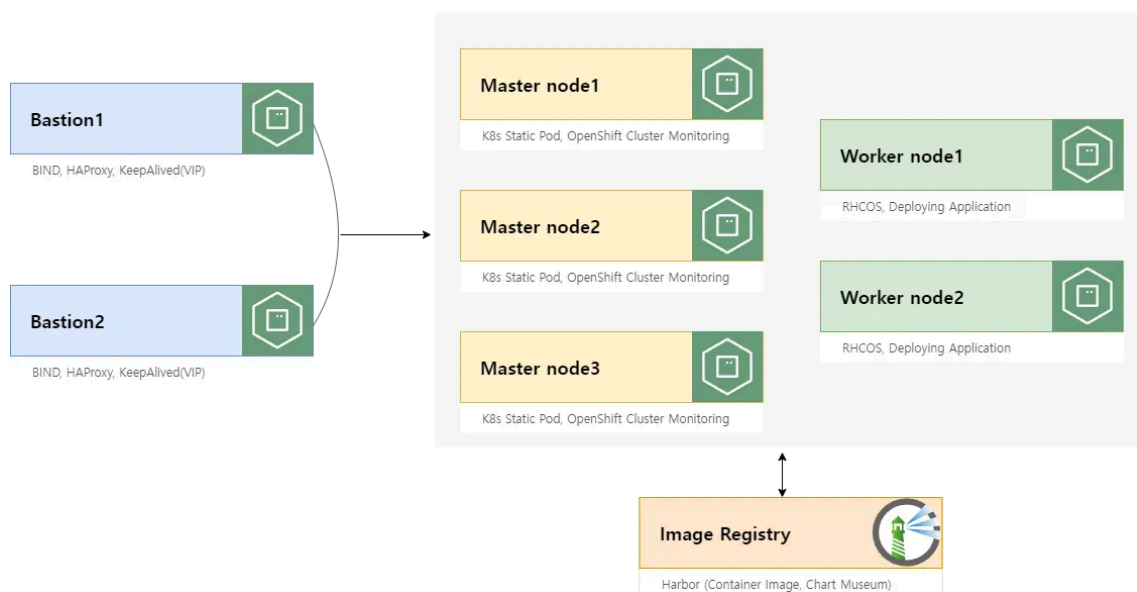 Bastion1
BIND, HAProxy, KeepAlived(VIP)
Bastion2
BIND, HAProxy, KeepAlived(VIP)
Master node1
K8s Static Pod, OpenShift Cluster Monitoring
Master node2
K8s Static Pod, OpenShift Cluster Monitoring
Master node3
K8s Static Pod, OpenShift Cluster Monitoring
Worker node1
RHCOS, Deploying Application
Worker node2
RHCOS, Deploying Application
Image Registry
Harbor (Container Image, Chart Museum)